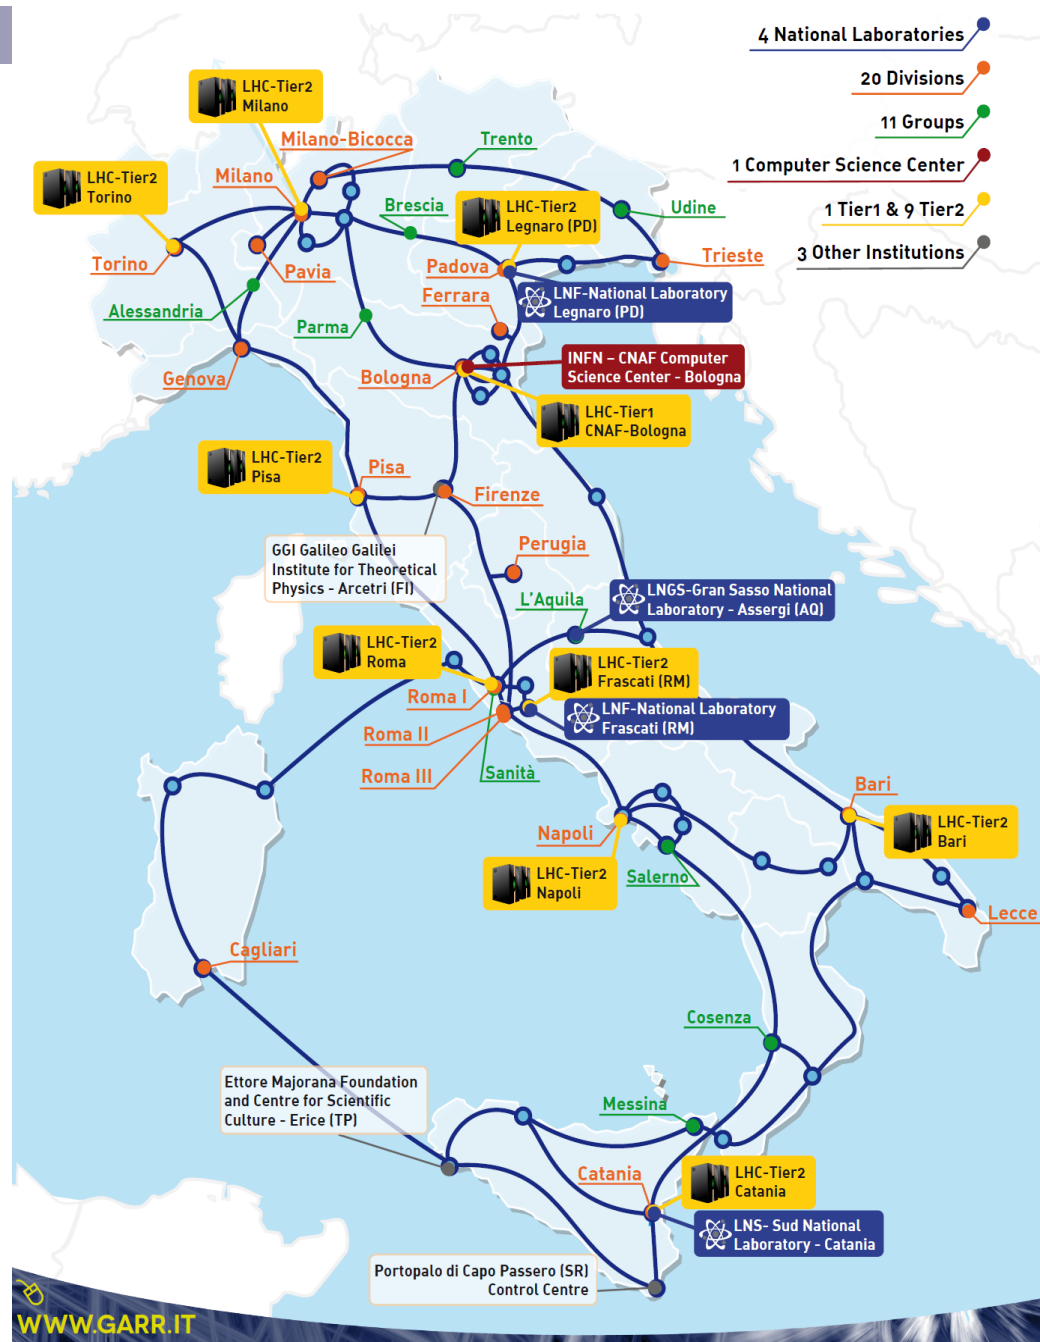 4 National Laboratories
20 Divisions
11 Groups
1 Computer Science Center
1 Tier1 & 9 Tier2
3 Other Institutions
LHC-Tier2
Milano
Milano-Bicocca
Trento
LHC-Tier2
Torino
Milano
Brescia
LHC-Tier2
Legnaro (PD)
Udine
Torino
Pavia
Padova
Trieste
LNF-National Laboratory
Legnaro (PD)
Ferrara
Alessandria
Parma
Genova
Bologna
INFN – CNAF Computer
Science Center - Bologna
LHC-Tier1
CNAF-Bologna
LHC-Tier2
Pisa
Pisa
Firenze
GGI Galileo Galilei
Institute for Theoretical
Physics - Arcetri (FI)
Perugia
L'Aquila
LNGS-Gran Sasso National
Laboratory - Assergi (AQ)
LHC-Tier2
Roma
LHC-Tier2
Frascati (RM)
Roma I
LNF-National Laboratory
Frascati (RM)
Roma II
Roma III
Sanità
Bari
Napoli
LHC-Tier2
Bari
LHC-Tier2
Napoli
Salerno
Lecce
Cagliari
Cosenza
Ettore Majorana Foundation
and Centre for Scientific
Culture - Erice (TP)
Messina
Catania
LHC-Tier2
Catania
LNS- Sud National
Laboratory - Catania
Portopalo di Capo Passero (SR)
Control Centre
WWW.GARR.IT